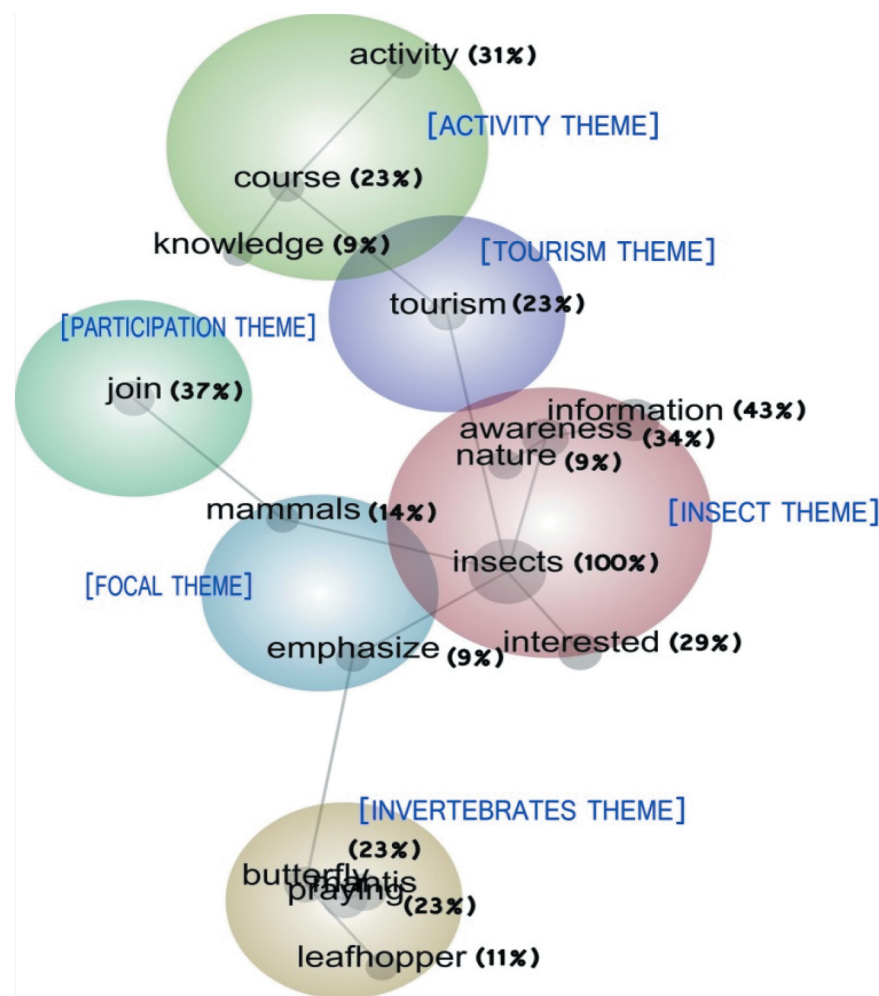 activity (31%)
[ACTIVITY THEME]
course (23%)
knowledge (9%)
[TOURISM THEME]
tourism (23%)
[PARTICIPATION THEME]
join (37%)
information (43%)
awareness (34%)
nature (9%)
mammals (14%)
[INSECT THEME]
insects (100%)
[FOCAL THEME]
emphasize (9%)
interested (29%)
[INVERTEBRATES THEME]
(23%)
butterfly
mantis
praying (23%)
leafhopper (11%)